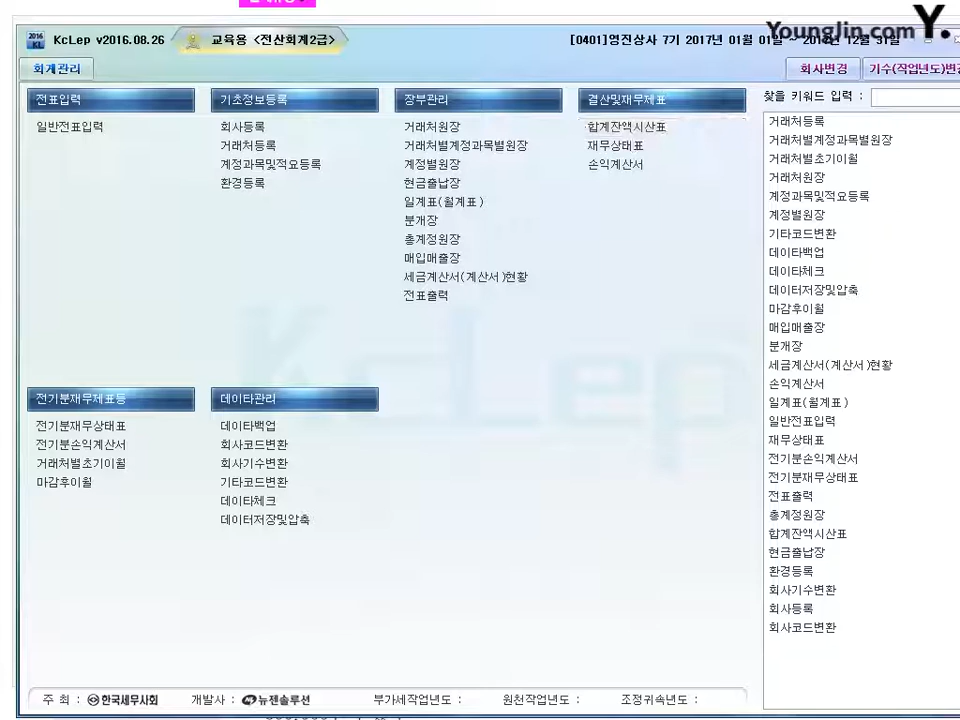 YoungJin.com Y.
KcLep v2016.08.26
교육용 <전산회계2급>
[0401]영진상사 7기 2017년 01월 01일 ~ 2017년 12월 31일
회계관리
회사변경
기수(작업년도)변경
전표입력
일반전표입력
기초정보등록
회사등록
거래처등록
계정과목및적요등록
환경등록
장부관리
거래처원장
거래처별계정과목별원장
계정별원장
현금출납장
일계표(월계표)
분개장
총계정원장
매입매출장
세금계산서(계산서)현황
전표출력
결산및재무제표
합계잔액시산표
재무상태표
손익계산서
전기분재무제표등
전기분재무상태표
전기분손익계산서
거래처별초기이월
마감후이월
데이타관리
데이타백업
회사코드변환
회사기수변환
기타코드변환
데이타체크
데이터저장및압축
찾을 키워드 입력 :
거래처등록
거래처별계정과목별원장
거래처별초기이월
거래처원장
계정과목및적요등록
계정별원장
기타코드변환
데이타백업
데이타체크
데이터저장및압축
마감후이월
매입매출장
분개장
세금계산서(계산서)현황
손익계산서
일계표(월계표)
일반전표입력
재무상태표
전기분손익계산서
전기분재무상태표
전표출력
총계정원장
합계잔액시산표
현금출납장
환경등록
회사기수변환
회사등록
회사코드변환
주 최 : 한국세무사회
개발사 : 뉴젠솔루션
부가세작업년도 :
원천작업년도 :
조정귀속년도 :